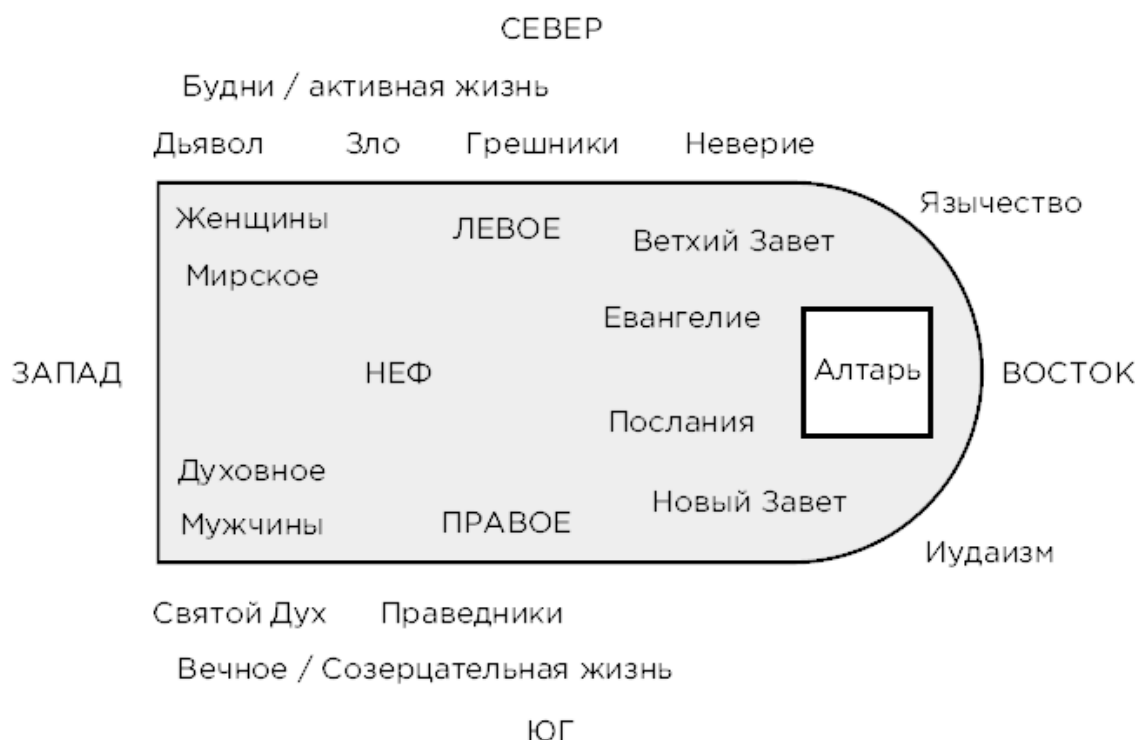 СЕВЕР
Будни / активная жизнь
Дьявол Зло Грешники Неверие
Язычество
Женщины ЛЕВОЕ Ветхий Завет
Мирское
Евангелие
ЗАПАД НЕФ Алтарь ВОСТОК
Послания
Духовное
Новый Завет
Мужчины ПРАВОЕ
Иудаизм
Святой Дух Праведники
Вечное / Созерцательная жизнь
ЮГ